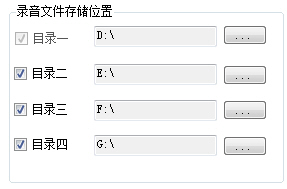 录音文件存储位置
目录一 D:\ ...
目录二 E:\ ...
目录三 F:\ ...
目录四 G:\ ...